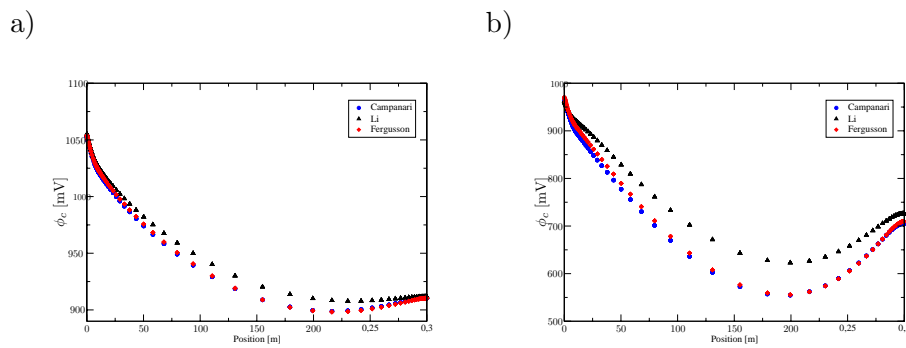 a)
b)
1100
1050
1000
950
900
ϕc [mV]
Campanari
Li
Fergusson
0 50 100 150 200 0,25 0,3
Position [m]
1000
900
800
700
600
500
ϕc [mV]
Campanari
Li
Fergusson
0 50 100 150 200 0,25 0,3
Position [m]